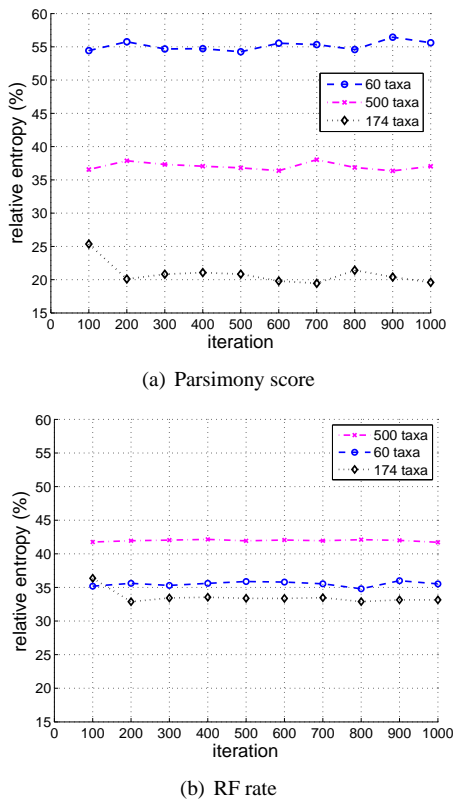 60
55
50
45
40
35
30
25
20
15
relative entropy (%)
60 taxa
500 taxa
174 taxa
0 100 200 300 400 500 600 700 800 900 1000
iteration
(a) Parsimony score
60
55
50
45
40
35
30
25
20
15
relative entropy (%)
500 taxa
60 taxa
174 taxa
0 100 200 300 400 500 600 700 800 900 1000
iteration
(b) RF rate